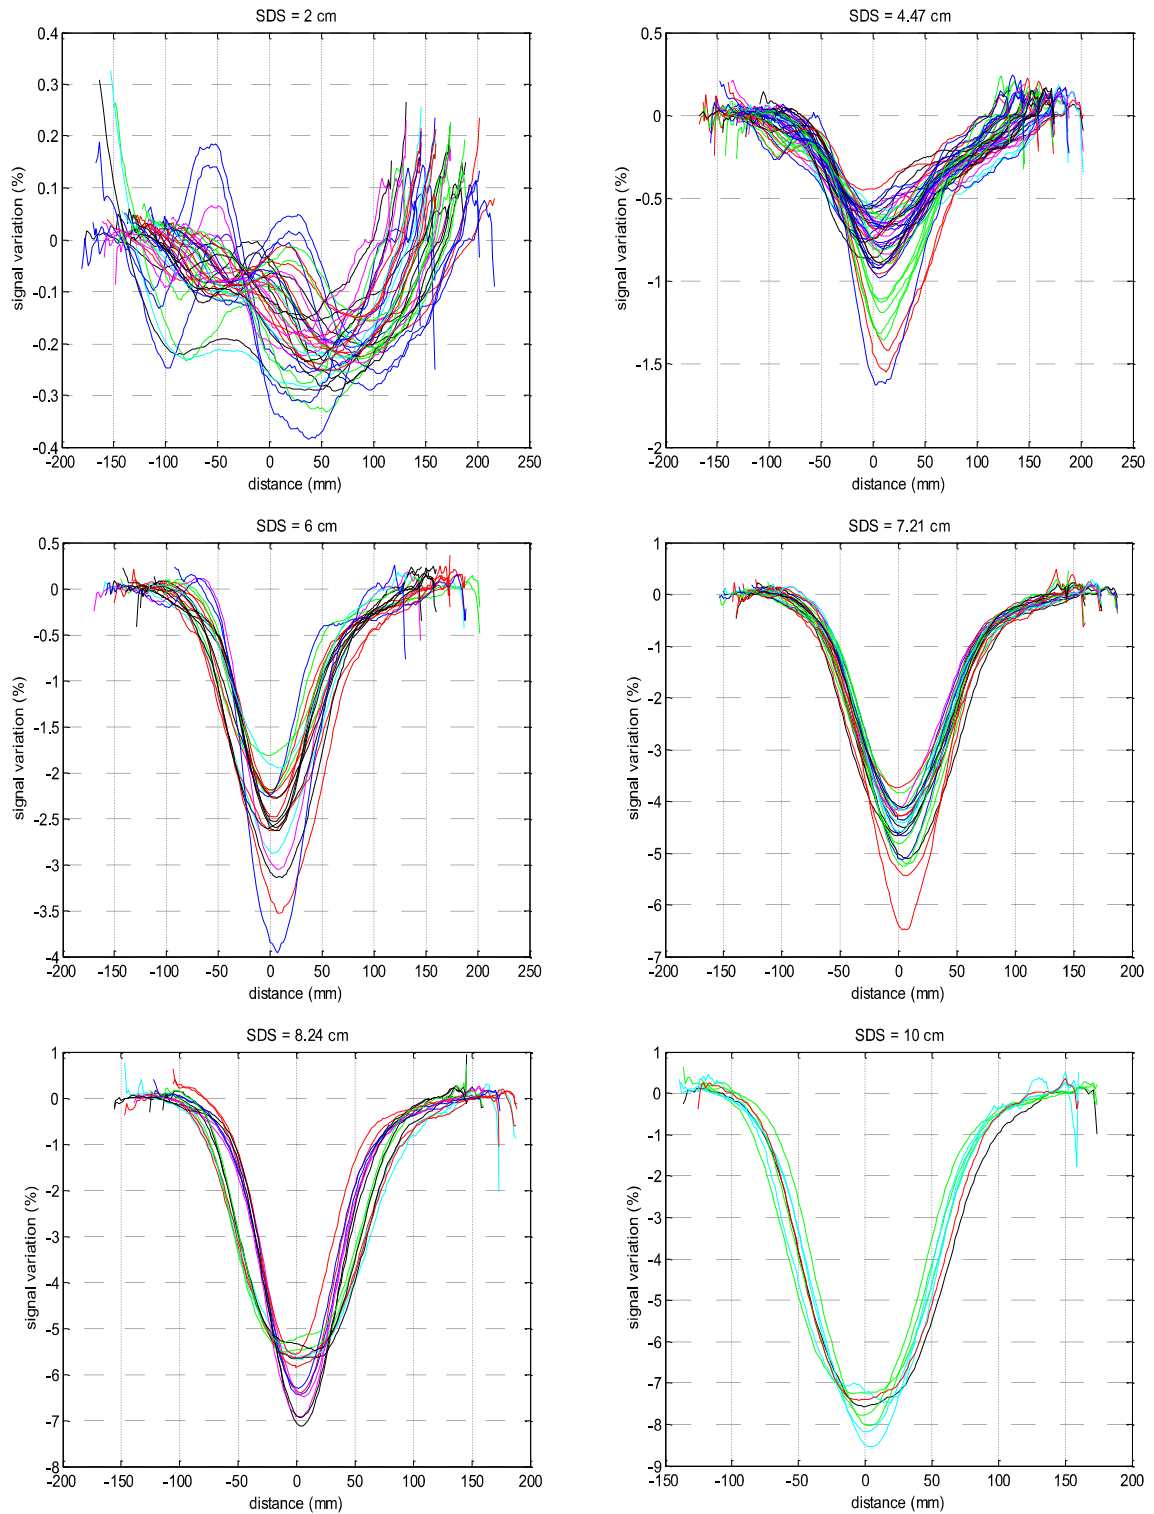 SDS = 2 cm
0.4
0.3
0.2
0.1
0
-0.1
-0.2
-0.3
-0.4
-200 -150 -100 -50 0 50 100 150 200 250
signal variation (%)
distance (mm)
SDS = 4.47 cm
0.5
0
-0.5
-1
-1.5
-2
-200 -150 -100 -50 0 50 100 150 200 250
signal variation (%)
distance (mm)
SDS = 6 cm
0.5
0
-0.5
-1
-1.5
-2
-2.5
-3
-3.5
-4
-200 -150 -100 -50 0 50 100 150 200 250
signal variation (%)
distance (mm)
SDS = 7.21 cm
1
0
-1
-2
-3
-4
-5
-6
-7
-200 -150 -100 -50 0 50 100 150 200
signal variation (%)
distance (mm)
SDS = 8.24 cm
1
0
-1
-2
-3
-4
-5
-6
-7
-8
-200 -150 -100 -50 0 50 100 150 200
signal variation (%)
distance (mm)
SDS = 10 cm
1
0
-1
-2
-3
-4
-5
-6
-7
-8
-9
-150 -100 -50 0 50 100 150 200
signal variation (%)
distance (mm)